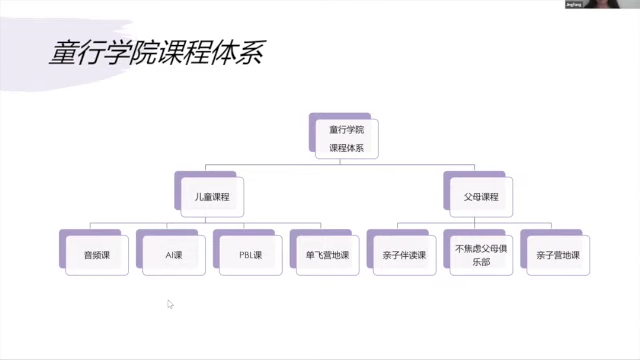 JingTong
童行学院课程体系
童行学院
课程体系
儿童课程
父母课程
音频课
AI课
PBL课
单飞营地课
亲子伴读课
不焦虑父母俱
乐部
亲子营地课